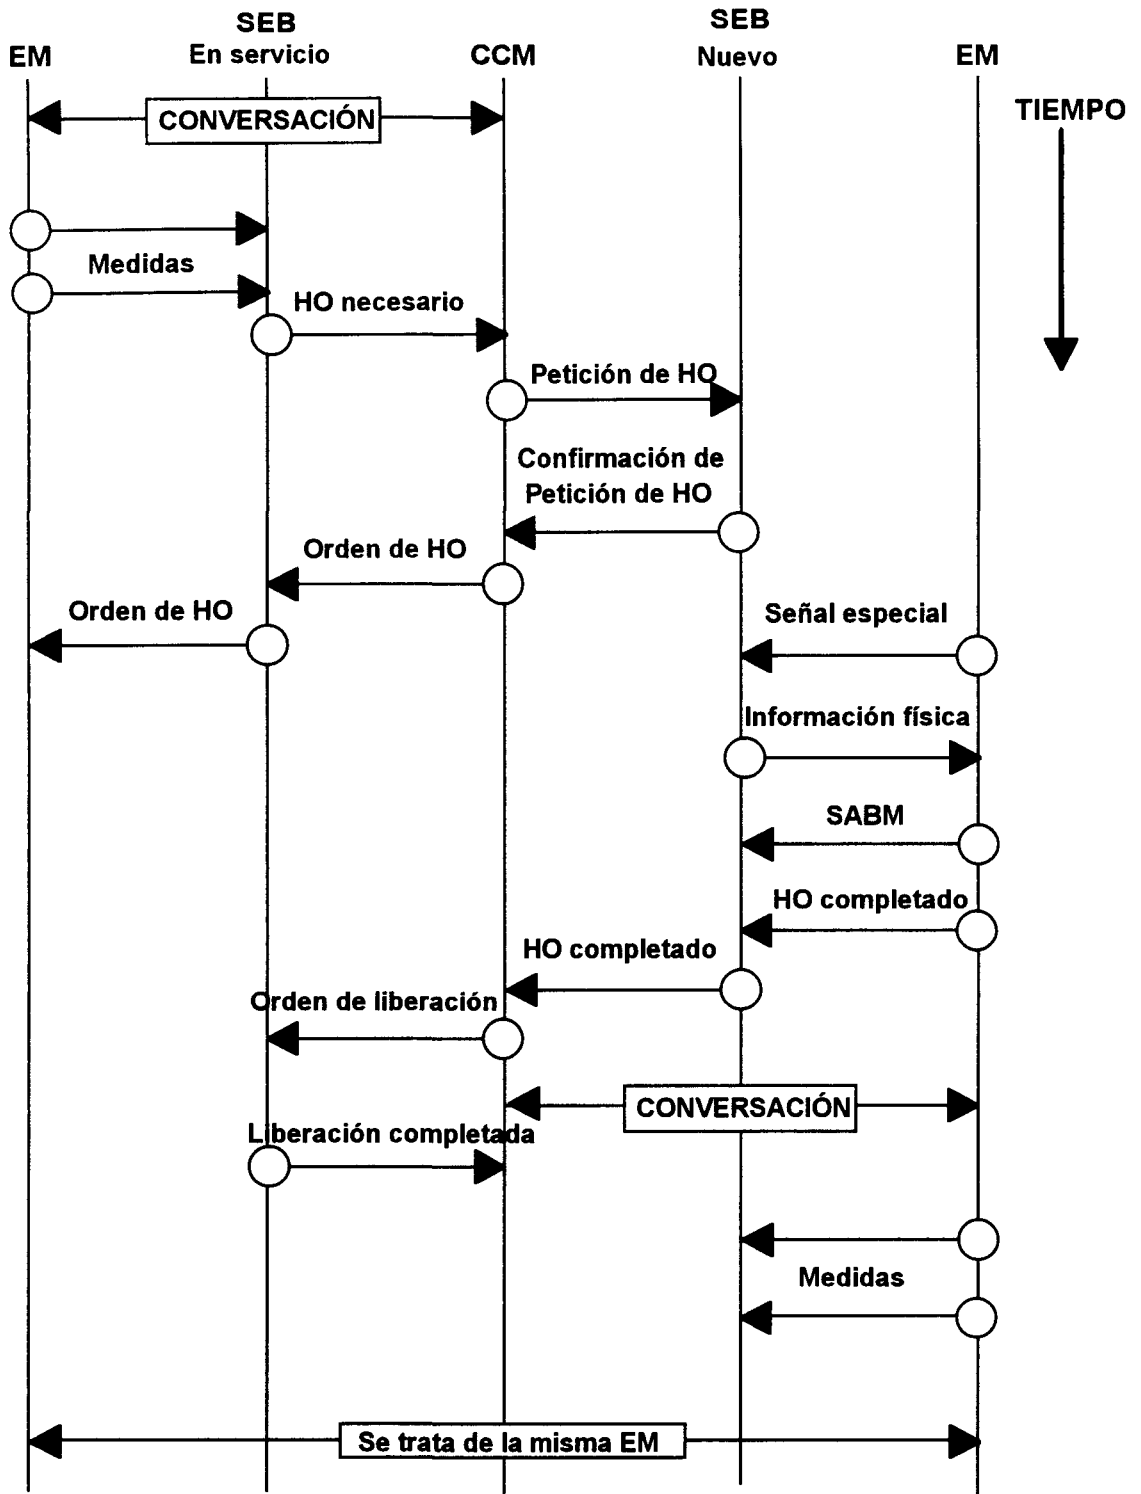 SEB
SEB
EM
En servicio
CCM
Nuevo
EM
TIEMPO
CONVERSACIÓN
Medidas
HO necesario
Petición de HO
Confirmación de
Petición de HO
Orden de HO
Orden de HO
Señal especial
Información física
SABM
HO completado
HO completado
Orden de liberación
CONVERSACIÓN
Liberación completada
Medidas
Se trata de la misma EM